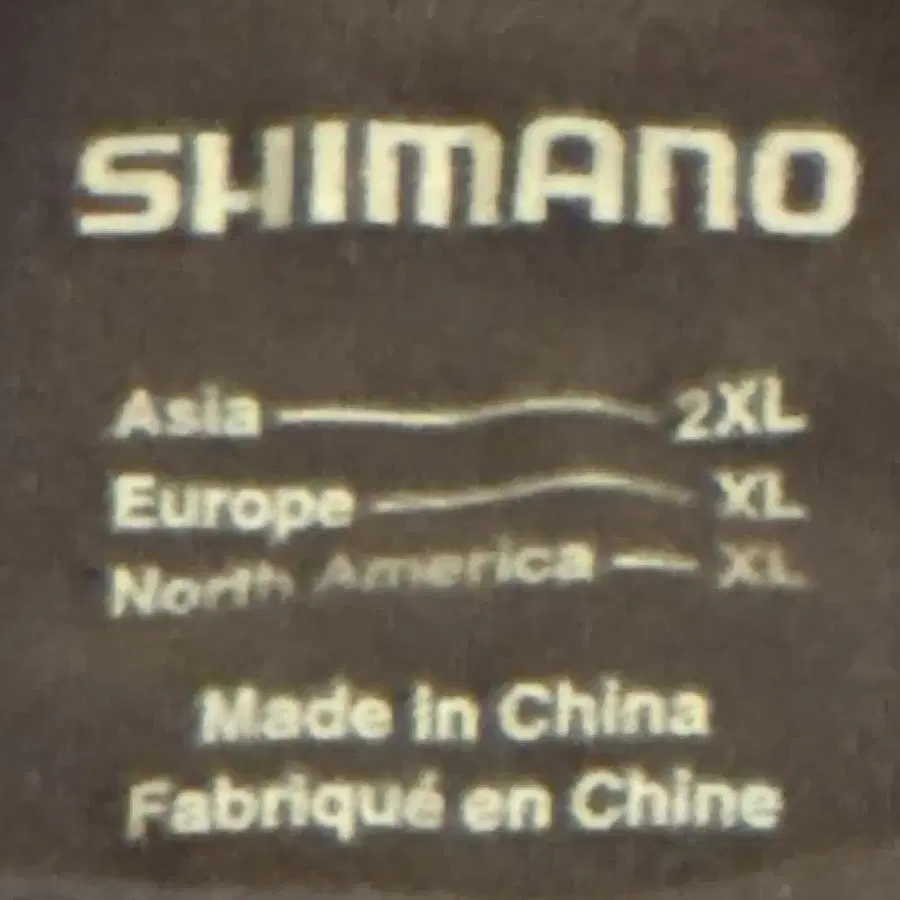 SHIMANO
Asia — 2XL
Europe — XL
North America — XL
Made in China
Fabriqué en Chine